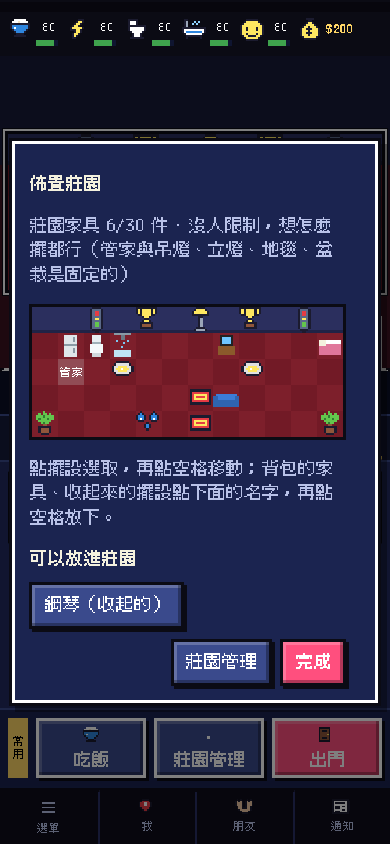 80 80 80 80 80 $200
佈置莊園
莊園家具 6/30 件·沒人限制，想怎麼
擺都行（管家與吊燈、立燈、地毯、盆
栽是固定的）
管家
點擺設選取，再點空格移動；背包的家
具、收起來的擺設點下面的名字，再點
空格放下。
可以放進莊園
鋼琴（收起的）
莊園管理 完成
常用
吃飯 莊園管理 出門
選單 我 朋友 通知